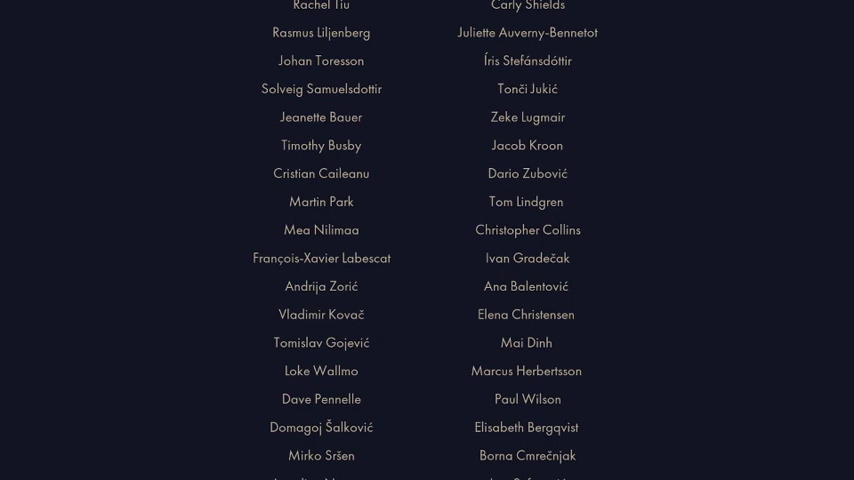 Rachel Tiu Carly Shields
Rasmus Liljenberg Juliette Auverny-Bennetot
Johan Toresson Íris Stefánsdóttir
Solveig Samuelsdottir Tonči Jukić
Jeanette Bauer Zeke Lugmair
Timothy Busby Jacob Kroon
Cristian Caileanu Dario Zubović
Martin Park Tom Lindgren
Mea Nilimaa Christopher Collins
François-Xavier Labescat Ivan Gradečak
Andrija Zorić Ana Balentović
Vladimir Kovač Elena Christensen
Tomislav Gojević Mai Dinh
Loke Wallmo Marcus Herbertsson
Dave Pennelle Paul Wilson
Domagoj Šalković Elisabeth Bergqvist
Mirko Sršen Borna Cmrečnjak